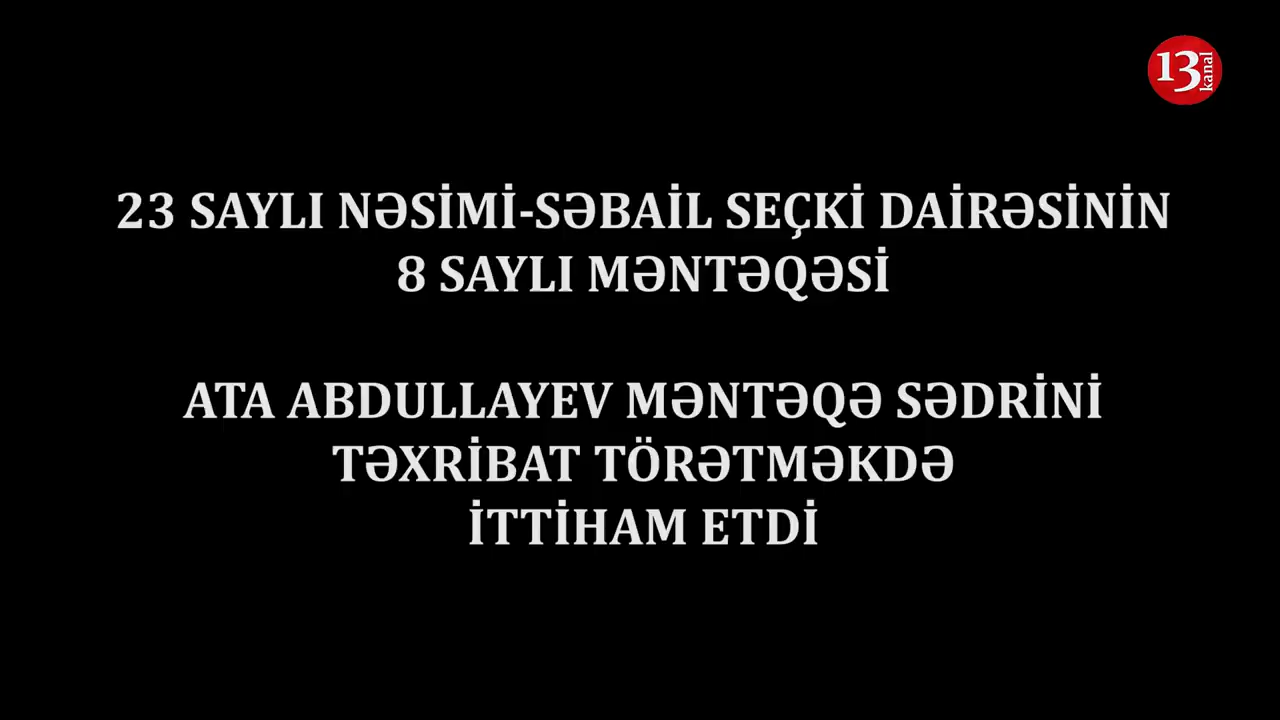 13 kanal
23 SAYLI NƏSİMİ-SƏBAİL SEÇKİ DAİRƏSİNİN
8 SAYLI MƏNTƏQƏSİ
ATA ABDULLAYEV MƏNTƏQƏ SƏDRİNİ
TƏXRİBAT TÖRƏTMƏKDƏ
İTTİHAM ETDİ